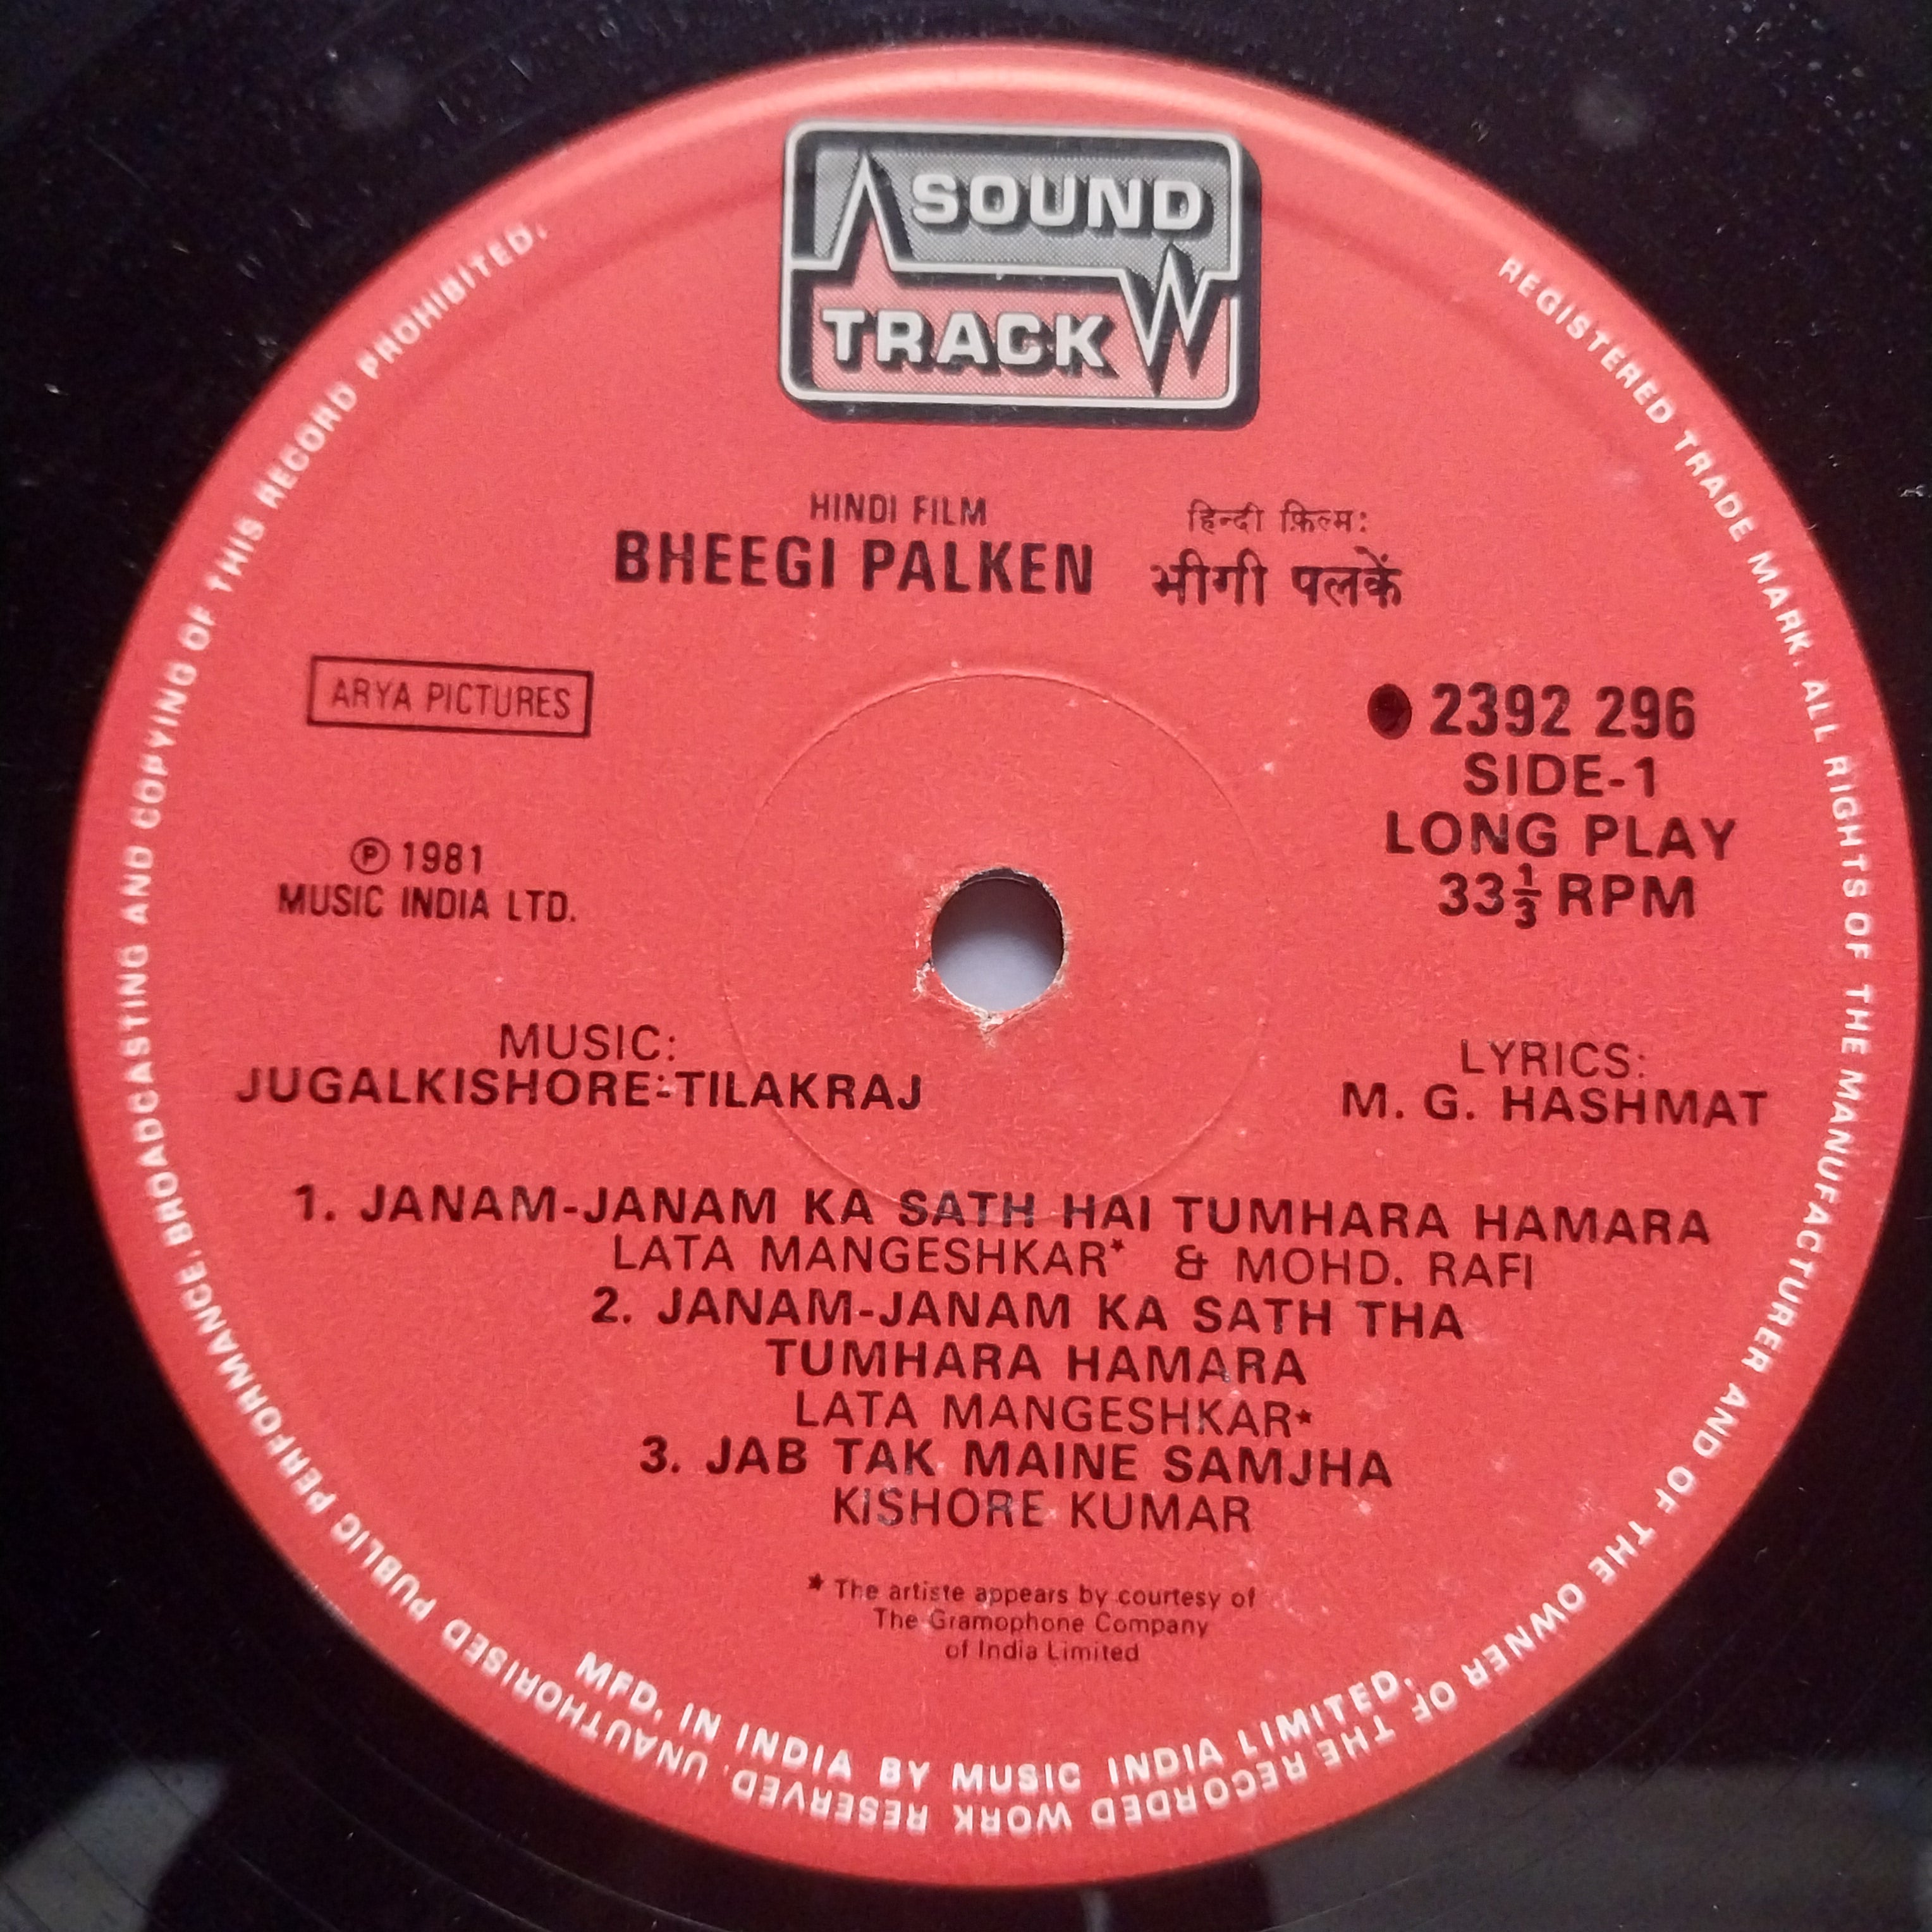 SOUND
TRACK
HINDI FILM
BHEEGI PALKEN
हिन्दी फ़िल्म:
भीगी पलकें
ARYA PICTURES
2392 296
SIDE-1
LONG PLAY
33⅓ RPM
℗ 1981
MUSIC INDIA LTD.
MUSIC:
JUGALKISHORE-TILAKRAJ
LYRICS:
M. G. HASHMAT
1. JANAM-JANAM KA SATH HAI TUMHARA HAMARA
LATA MANGESHKAR* & MOHD. RAFI
2. JANAM-JANAM KA SATH THA
TUMHARA HAMARA
LATA MANGESHKAR*
3. JAB TAK MAINE SAMJHA
KISHORE KUMAR
* The artiste appears by courtesy of
The Gramophone Company
of India Limited
MFD. IN INDIA BY MUSIC INDIA LIMITED.
REGISTERED TRADE MARK. ALL RIGHTS OF THE MANUFACTURER AND OF THE OWNER OF THE RECORDED WORK RESERVED. UNAUTHORISED PUBLIC PERFORMANCE, BROADCASTING AND COPYING OF THIS RECORD PROHIBITED.